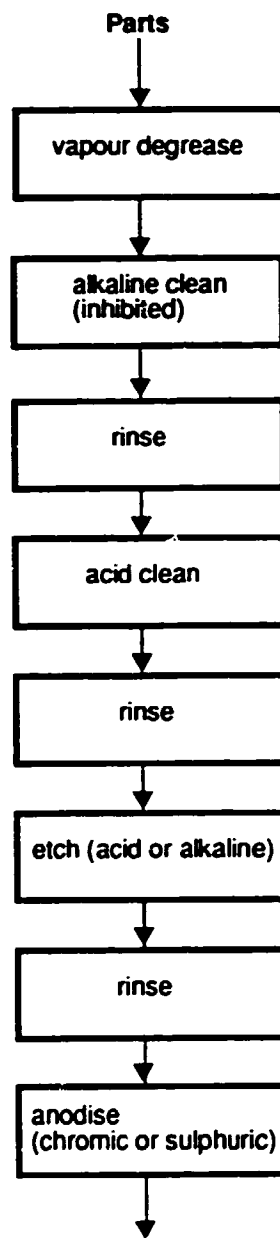 Parts
vapour degrease
alkaline clean
(inhibited)
rinse
acid clean
rinse
etch (acid or alkaline)
rinse
anodise
(chromic or sulphuric)